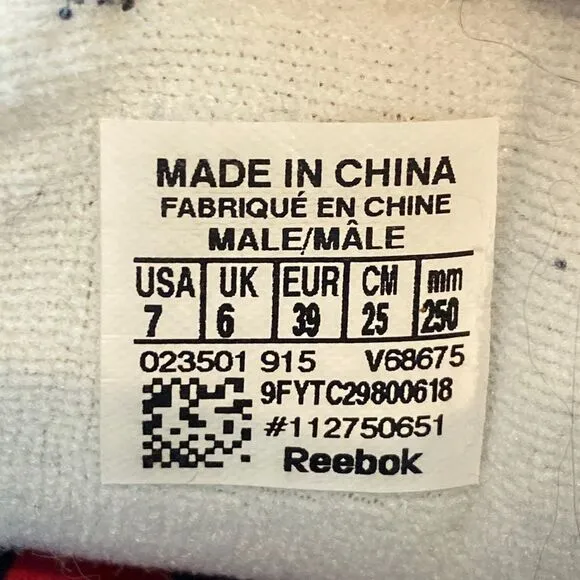 MADE IN CHINA
FABRIQUÉ EN CHINE
MALE/MÂLE
USA UK EUR CM mm
7 6 39 25 250
023501 915 V68675
9FYTC29800618
#112750651
Reebok